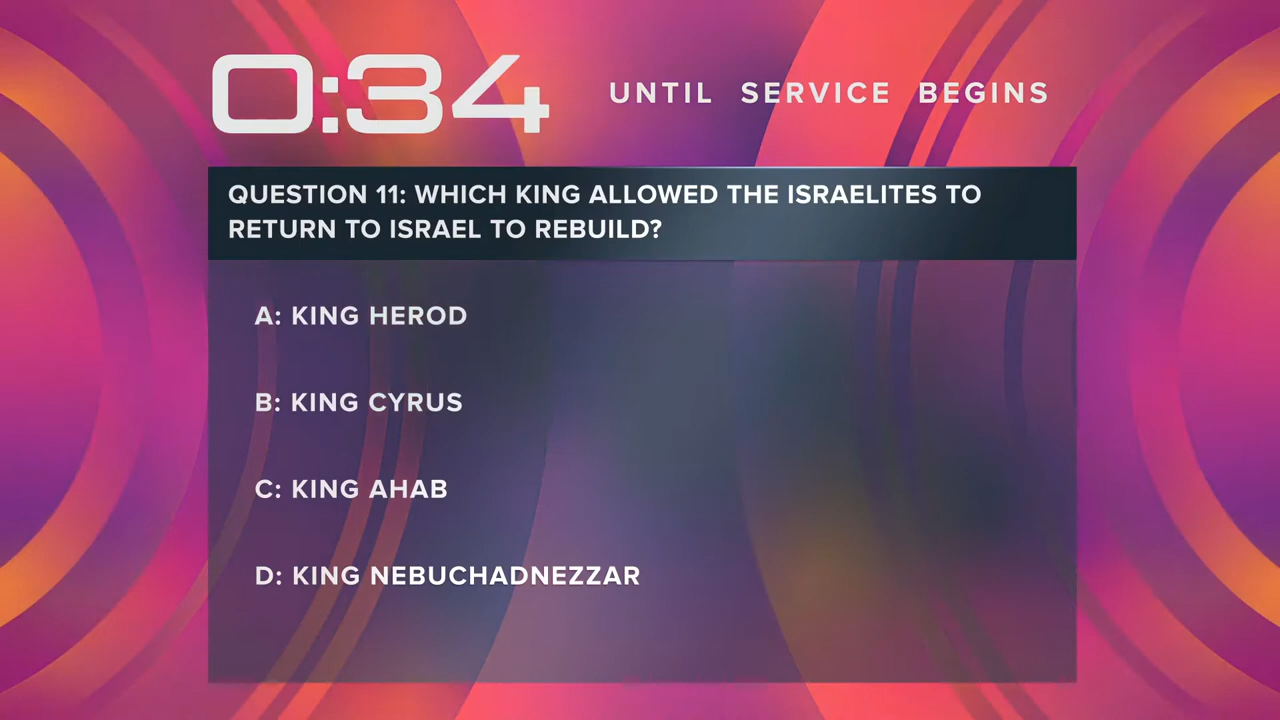 0:34 UNTIL SERVICE BEGINS
QUESTION 11: WHICH KING ALLOWED THE ISRAELITES TO
RETURN TO ISRAEL TO REBUILD?
A: KING HEROD
B: KING CYRUS
C: KING AHAB
D: KING NEBUCHADNEZZAR